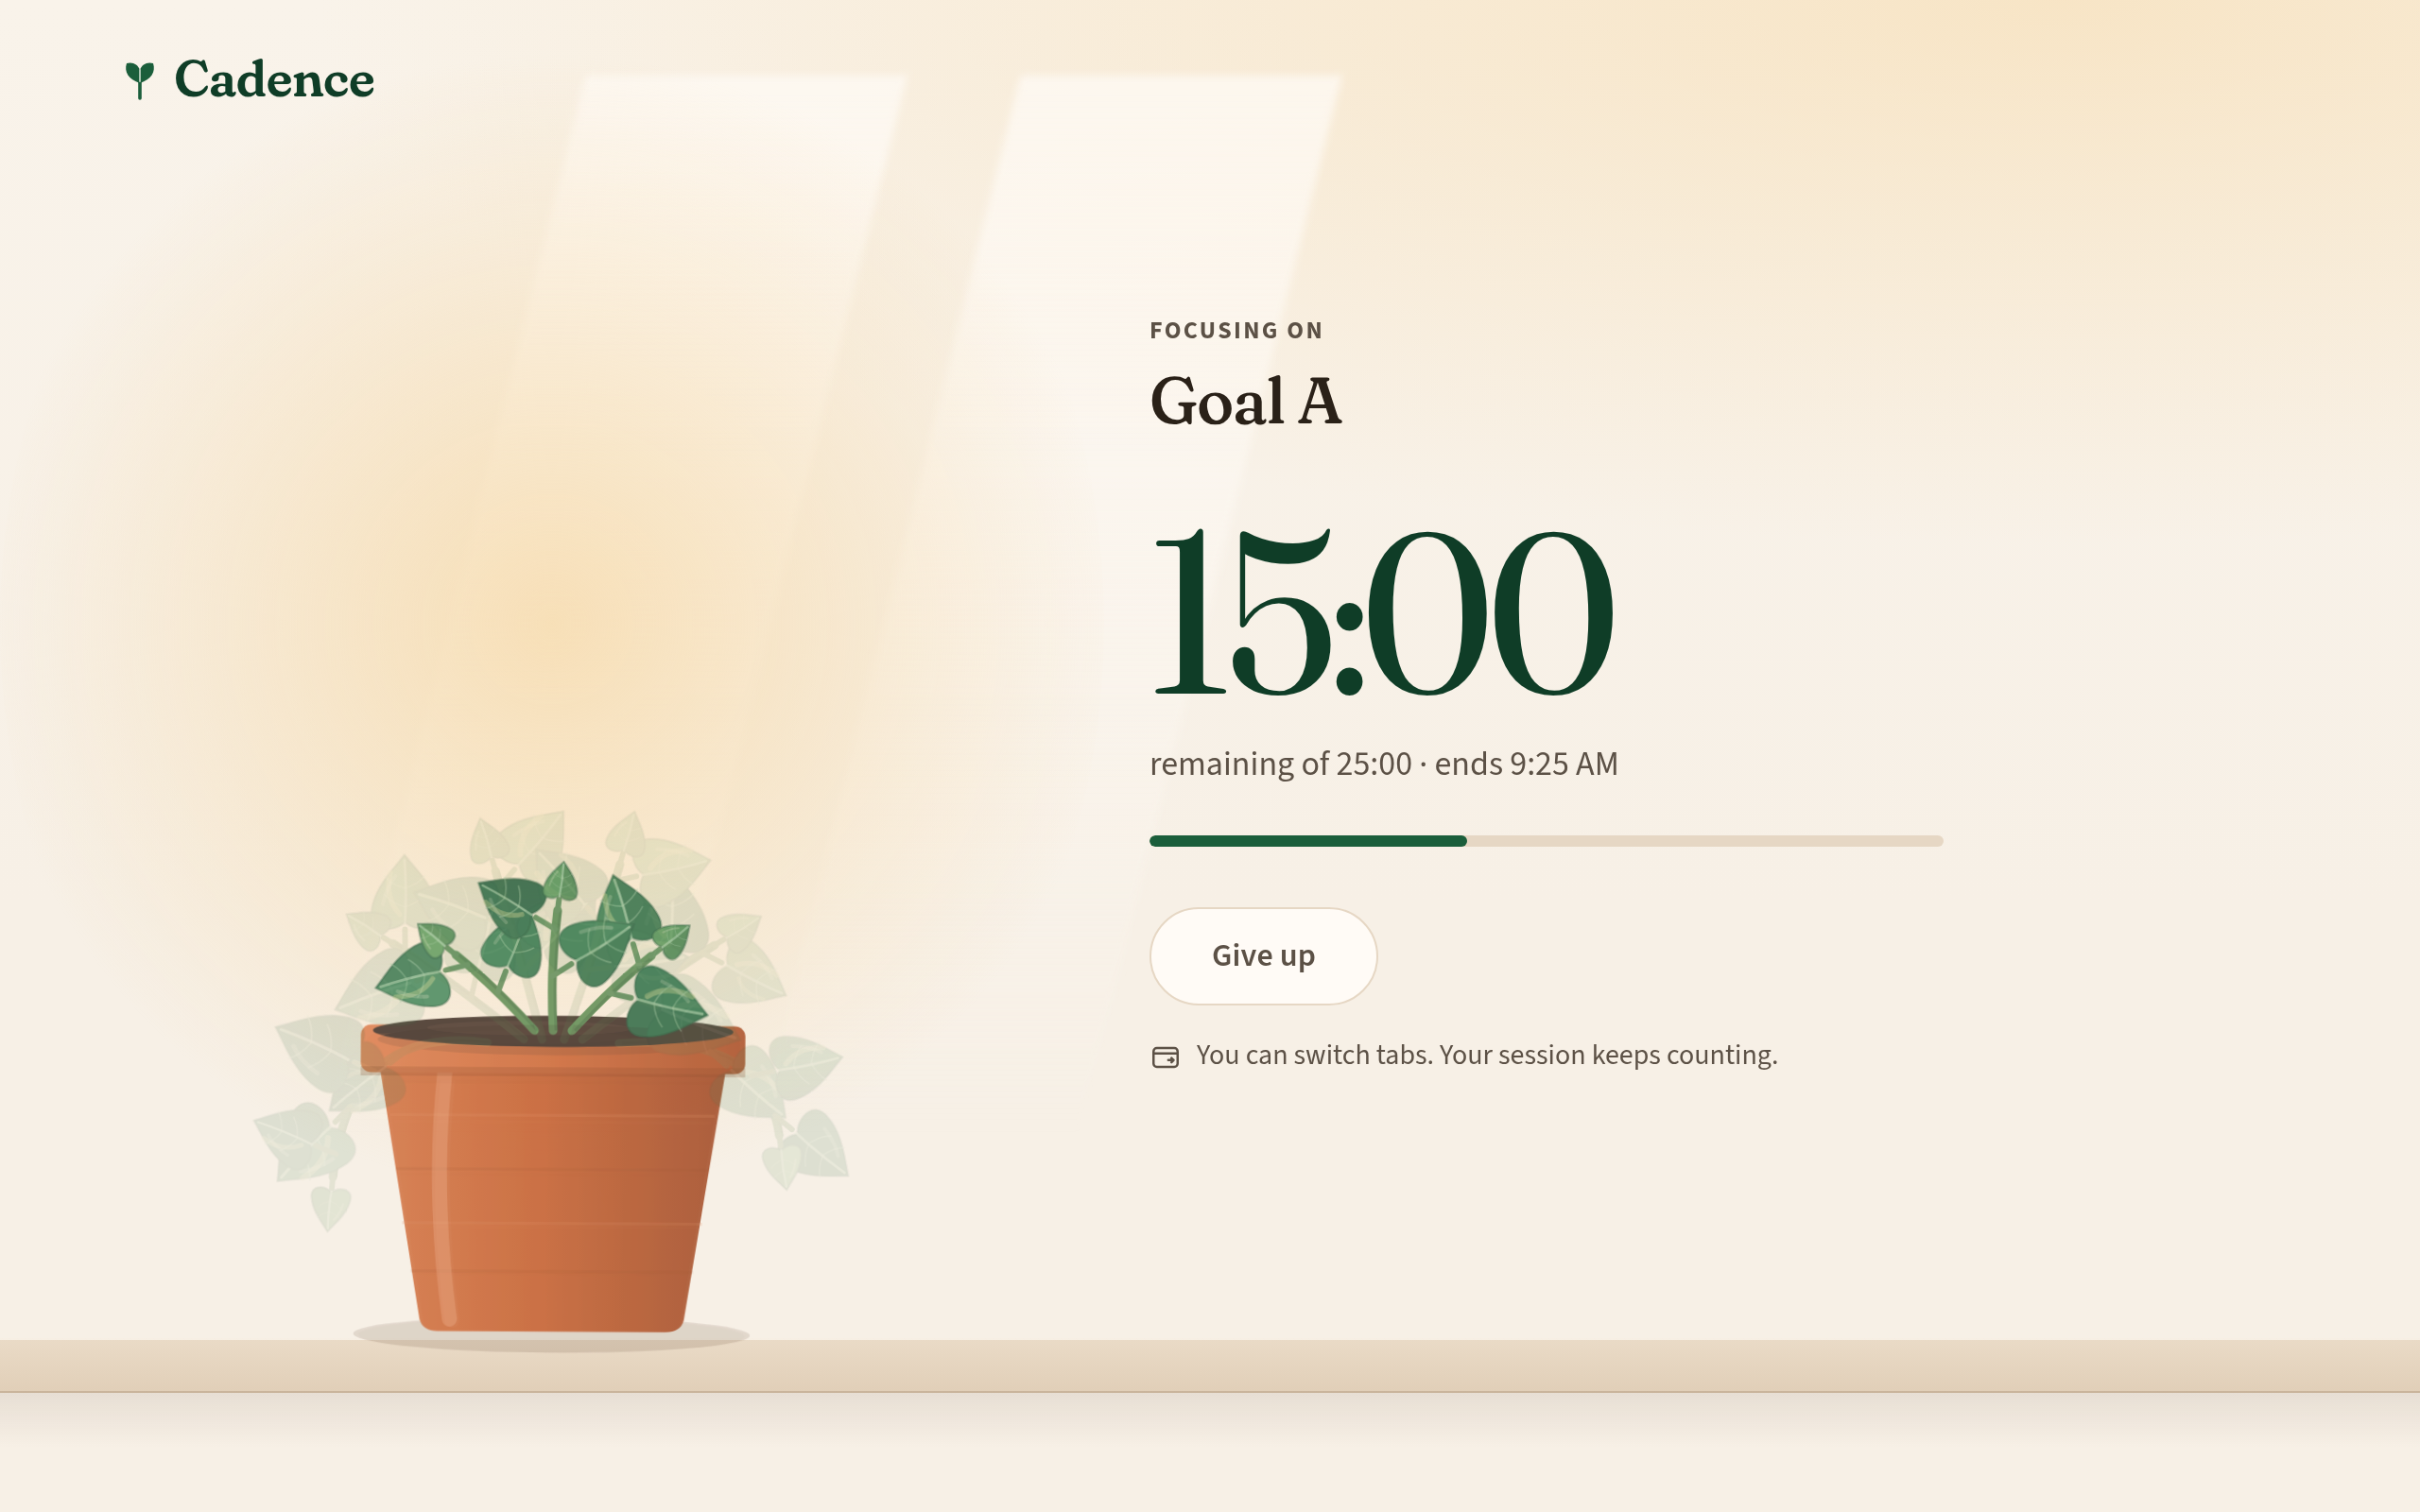 Cadence
FOCUSING ON
Goal A
15:00
remaining of 25:00 · ends 9:25 AM
Give up
You can switch tabs. Your session keeps counting.